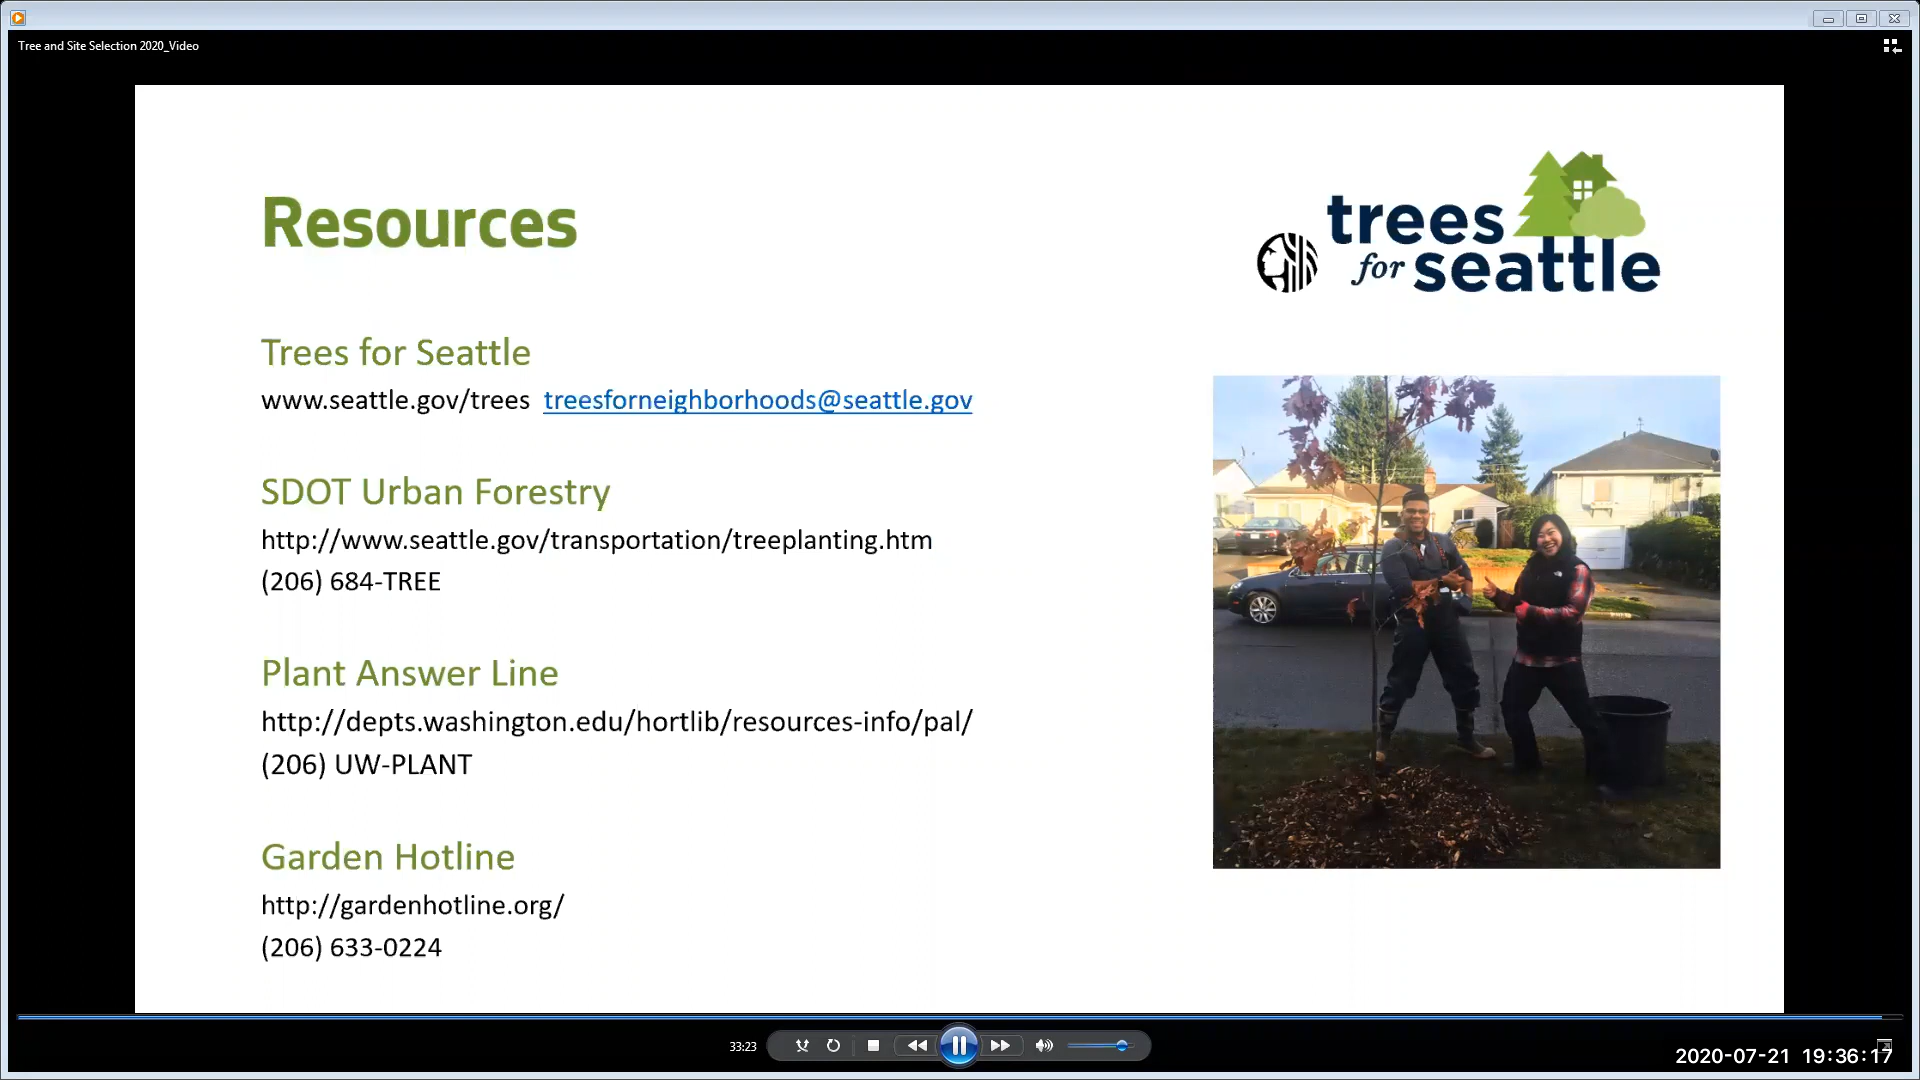 Tree and Site Selection 2020_Video
Resources
trees
for seattle
Trees for Seattle
www.seattle.gov/trees treesforneighborhoods@seattle.gov
SDOT Urban Forestry
http://www.seattle.gov/transportation/treeplanting.htm
(206) 684-TREE
Plant Answer Line
http://depts.washington.edu/hortlib/resources-info/pal/
(206) UW-PLANT
Garden Hotline
http://gardenhotline.org/
(206) 633-0224
33:23
2020-07-21 19:36:17